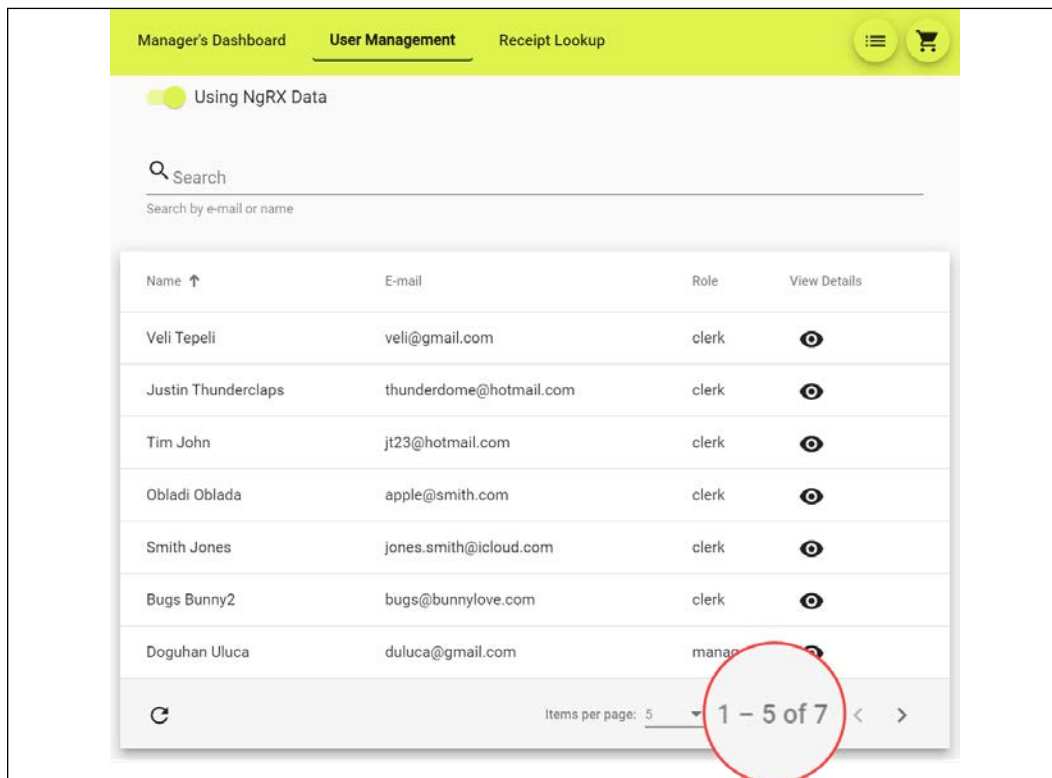 Manager's Dashboard User Management Receipt Lookup
Using NgRX Data
Search
Search by e-mail or name
Name E-mail Role View Details
Veli Tepeli veli@gmail.com clerk
Justin Thunderclaps thunderdome@hotmail.com clerk
Tim John jt23@hotmail.com clerk
Obladi Oblada apple@smith.com clerk
Smith Jones jones.smith@icloud.com clerk
Bugs Bunny2 bugs@bunnylove.com clerk
Doguhan Uluca duluca@gmail.com
Items per page: 5 1 – 5 of 7